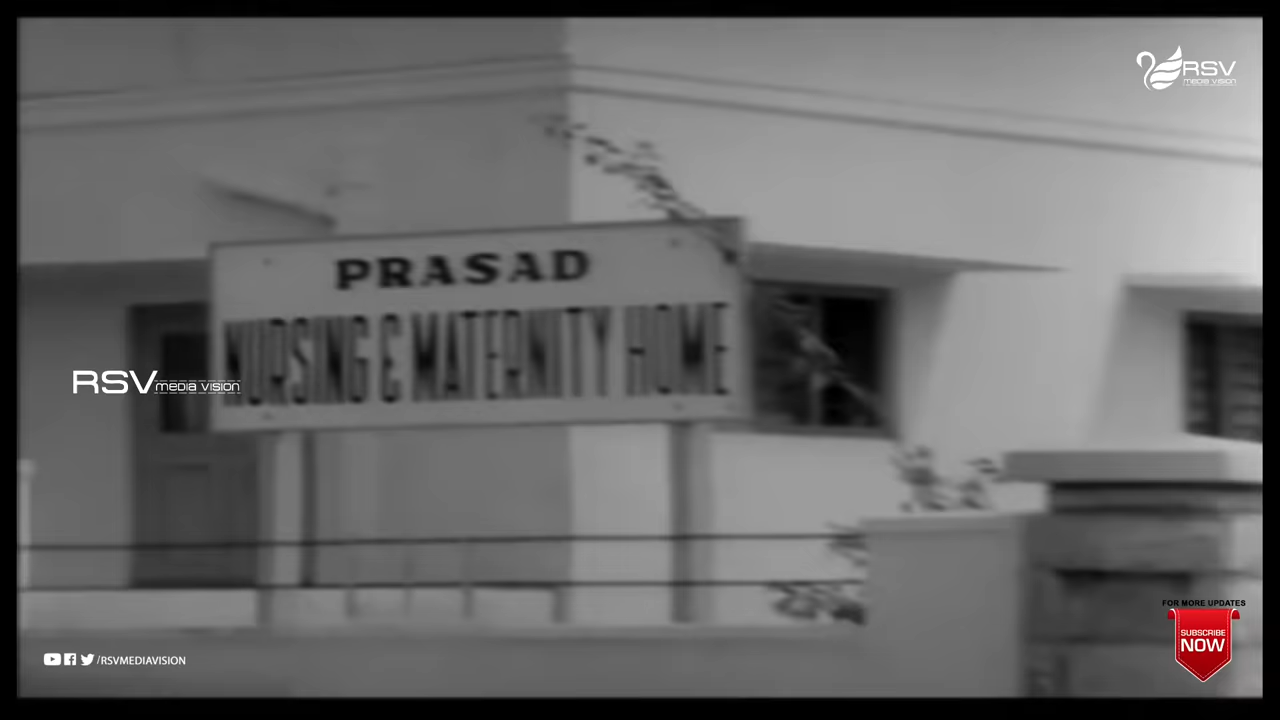 RSV
media vision
PRASAD
NURSING & MATERNITY HOME
RSV media vision
FOR MORE UPDATES
SUBSCRIBE
NOW
/RSVMEDIAVISION